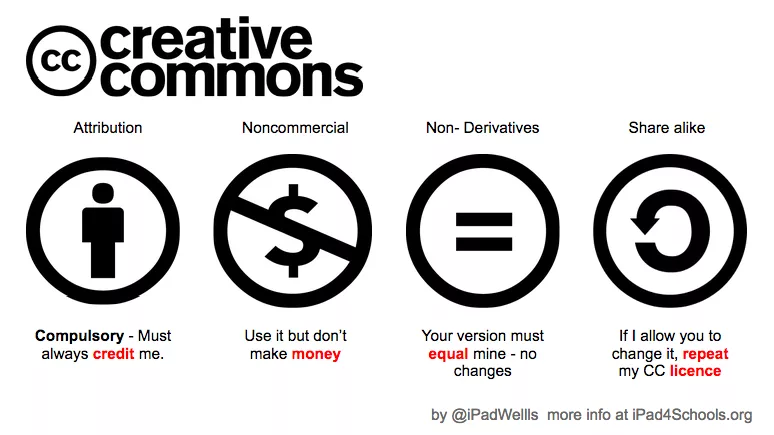 cc creative
commons
Attribution
Noncommercial
Non- Derivatives
Share alike
$
=
Compulsory - Must
always credit me.
Use it but don't
make money
Your version must
equal mine - no
changes
If I allow you to
change it, repeat
my CC licence
by @iPadWellls more info at iPad4Schools.org